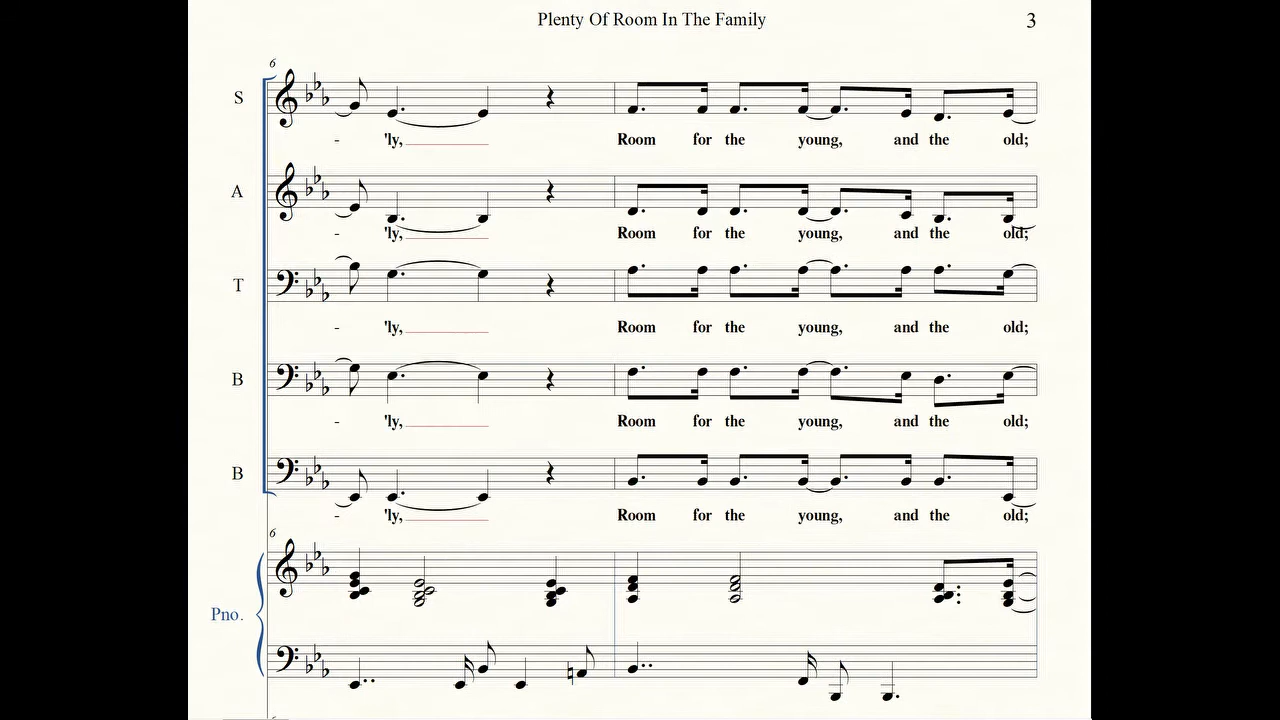 Plenty Of Room In The Family
3
6
S
- 'ly, Room for the young, and the old;
A
- 'ly, Room for the young, and the old;
T
- 'ly, Room for the young, and the old;
B
- 'ly, Room for the young, and the old;
B
- 'ly, Room for the young, and the old;
6
Pno.